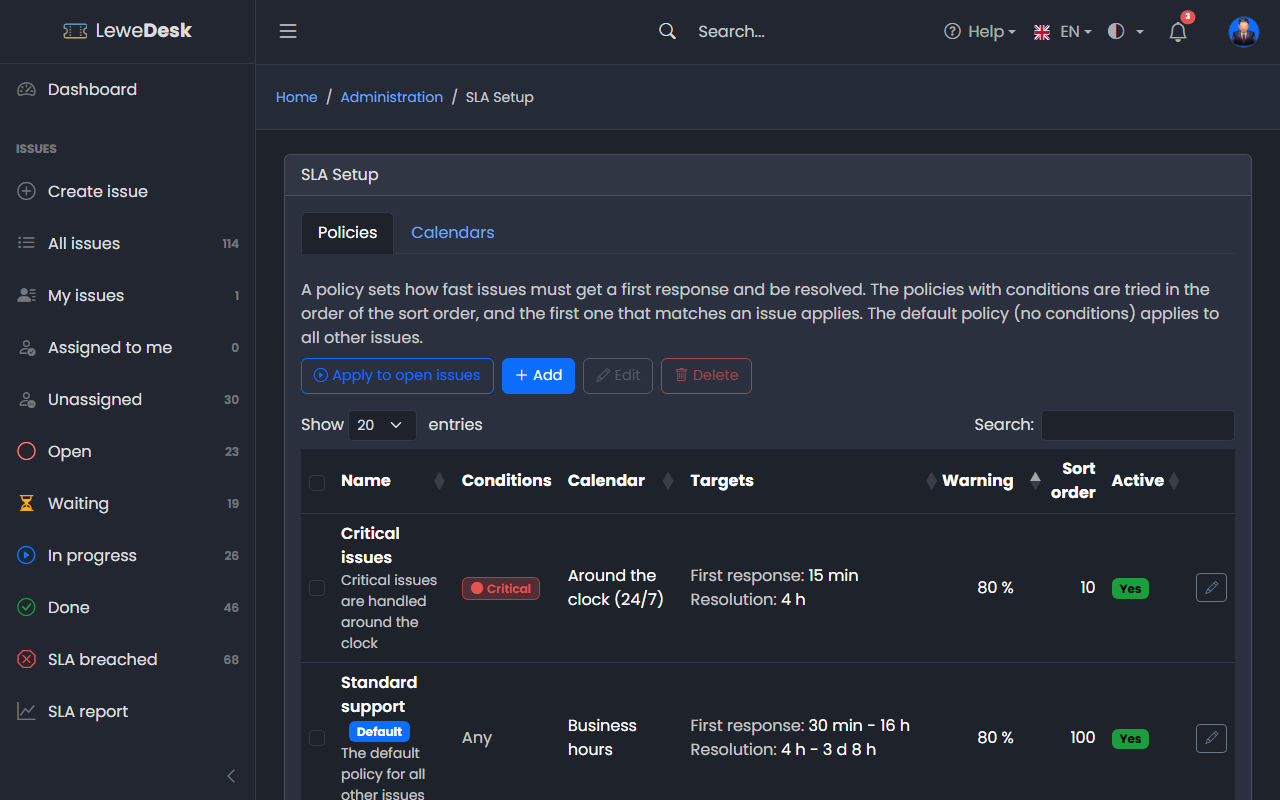 LeweDesk
Search...
Help
EN
3
Dashboard
Home / Administration / SLA Setup
ISSUES
Create issue
All issues 114
My issues 1
Assigned to me 0
Unassigned 30
Open 23
Waiting 19
In progress 26
Done 46
SLA breached 68
SLA report
SLA Setup
Policies
Calendars
A policy sets how fast issues must get a first response and be resolved. The policies with conditions are tried in the
order of the sort order, and the first one that matches an issue applies. The default policy (no conditions) applies to
all other issues.
Apply to open issues
Add
Edit
Delete
Show 20 entries
Search:
Name Conditions Calendar Targets Warning Sort
order Active
Critical
issues
Critical issues
are handled
around the
clock
Critical
Around the
clock (24/7)
First response: 15 min
Resolution: 4 h
80 %
10
Yes
Standard
support
Default
The default
policy for all
other issues
Any
Business
hours
First response: 30 min - 16 h
Resolution: 4 h - 3 d 8 h
80 %
100
Yes